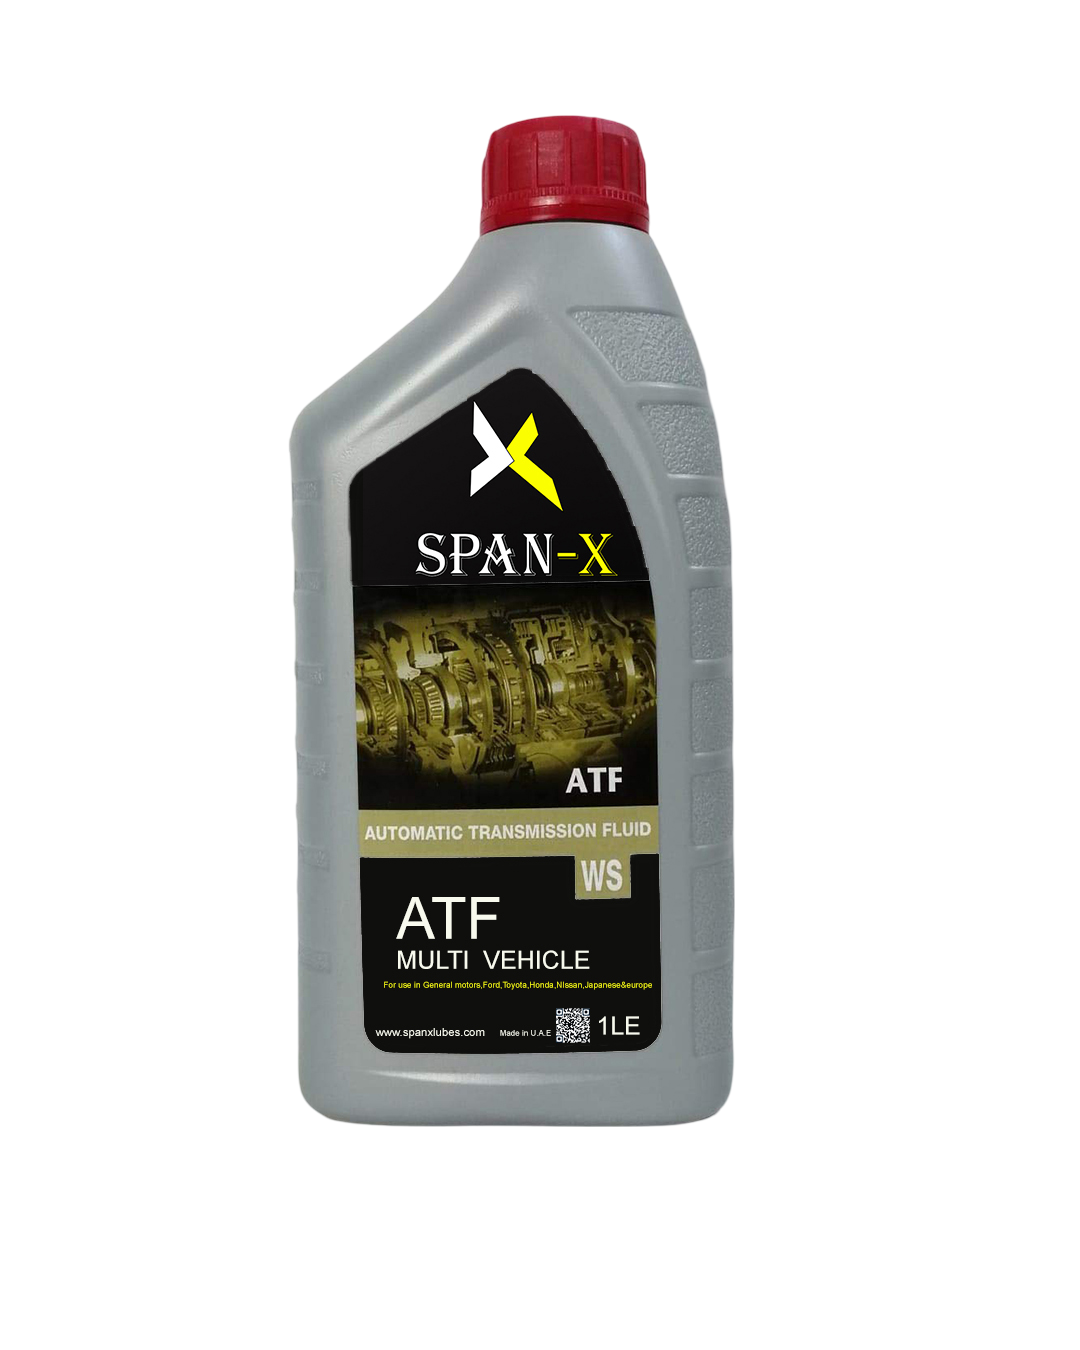 SPAN-X
ATF
AUTOMATIC TRANSMISSION FLUID
WS
ATF
MULTI VEHICLE
For use in General motors,Ford,Toyota,Honda,NIssan,Japanese&europe
www.spanxlubes.com Made in U.A.E 1LE